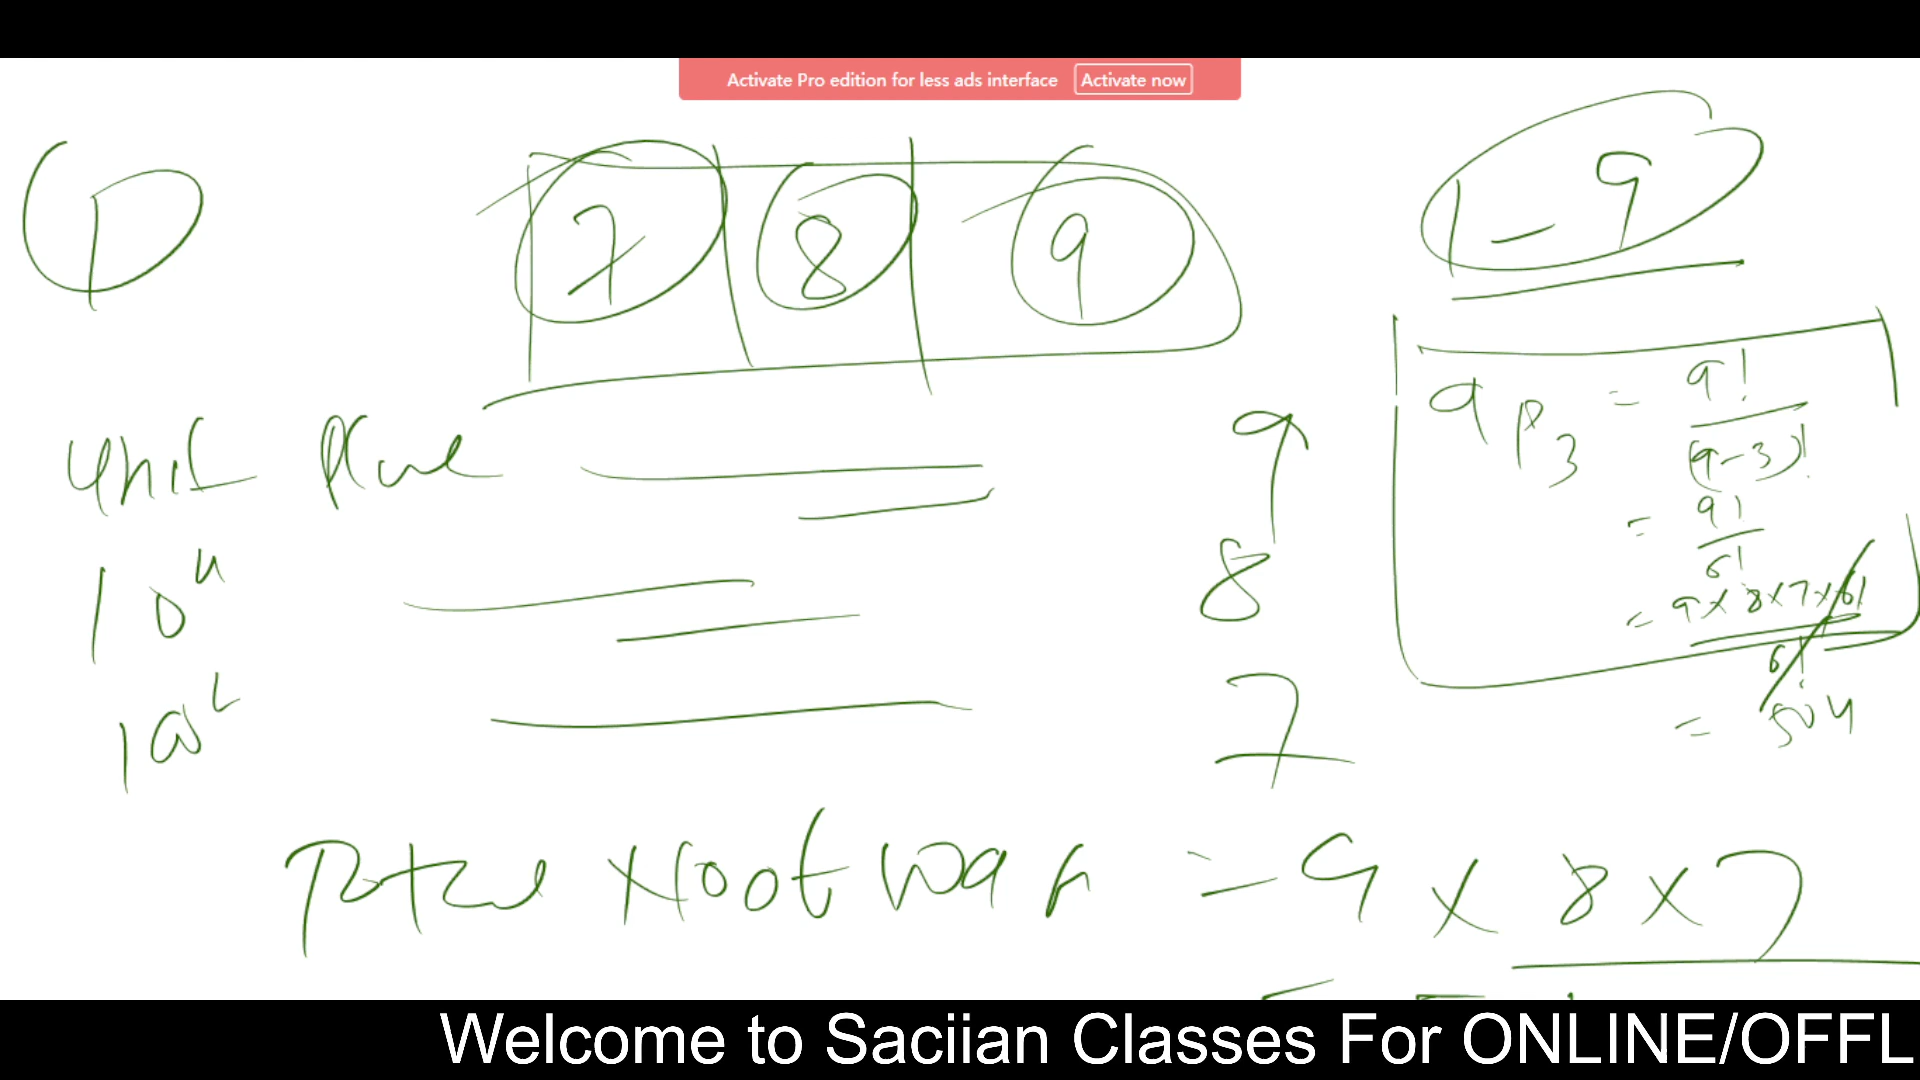 Activate Pro edition for less ads interface Activate now
1
7 8 9
1 – 9
9P3 = 9! / (9-3)!
= 9! / 6!
= 9 x 8 x 7 x 6! / 6!
= 504
Unit Place 9
10th 8
100th 7
Total No of way = 9 x 8 x 7
Welcome to Saciian Classes For ONLINE/OFFL